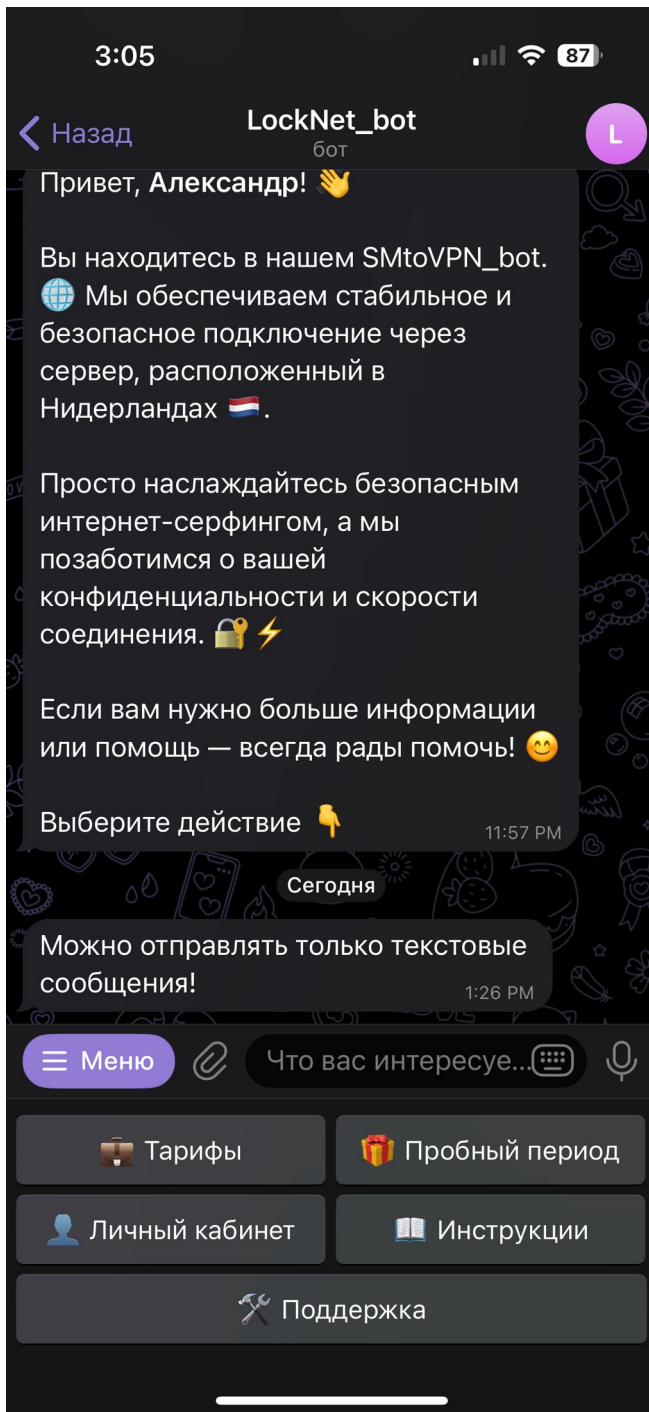 3:05
87
Назад
LockNet_bot
бот
L
Привет, Александр! 👋
Вы находитесь в нашем SMtoVPN_bot.
🌐 Мы обеспечиваем стабильное и
безопасное подключение через
сервер, расположенный в
Нидерландах 🇳🇱.
Просто наслаждайтесь безопасным
интернет-серфингом, а мы
позаботимся о вашей
конфиденциальности и скорости
соединения. 🔐⚡
Если вам нужно больше информации
или помощь — всегда рады помочь! 😊
Выберите действие 👇
11:57 PM
Сегодня
Можно отправлять только текстовые
сообщения!
1:26 PM
Меню
Что вас интересуе...
💼 Тарифы
🎁 Пробный период
👤 Личный кабинет
📖 Инструкции
🛠 Поддержка